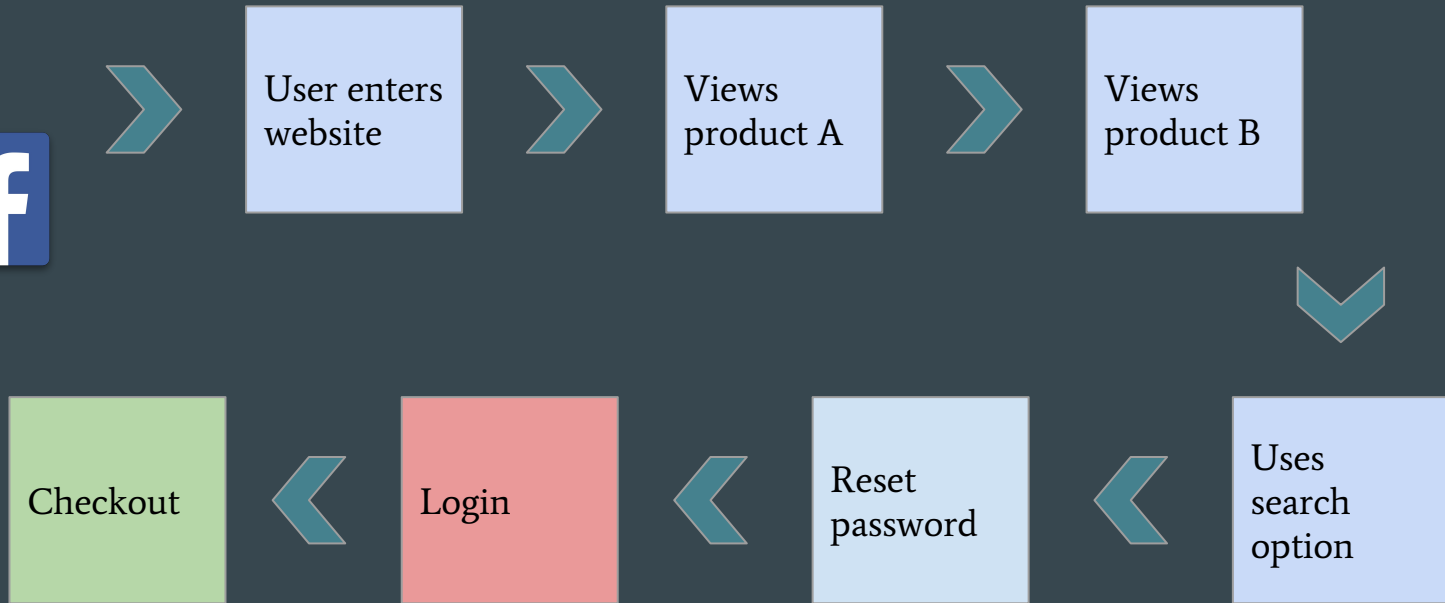 User enters
website
Views
product A
Views
product B
f
Checkout
Login
Reset
password
Uses
search
option